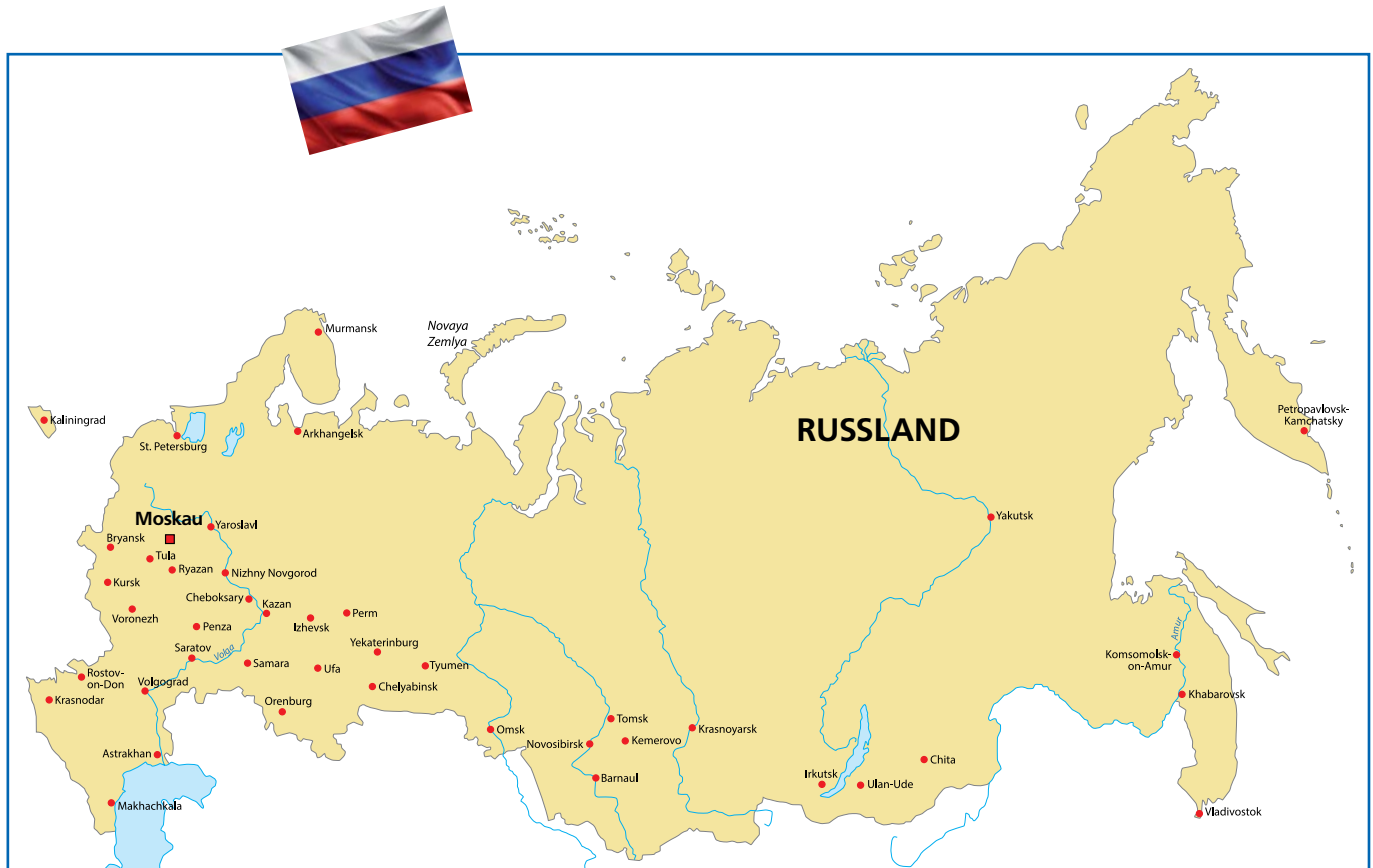 Murmansk
Novaya
Zemlya
Kaliningrad
St. Petersburg
Arkhangelsk
RUSSLAND
Petropavlovsk-
Kamchatsky
Moskau
Yaroslavl
Yakutsk
Bryansk
Tula
Ryazan
Nizhny Novgorod
Kursk
Cheboksary
Kazan
Voronezh
Izhevsk
Perm
Penza
Saratov
Volga
Samara
Yekaterinburg
Ufa
Tyumen
Amur
Komsomolsk-
on-Amur
Rostov-
on-Don
Volgograd
Chelyabinsk
Krasnodar
Orenburg
Khabarovsk
Omsk
Tomsk
Krasnoyarsk
Novosibirsk
Kemerovo
Astrakhan
Barnaul
Irkutsk
Ulan-Ude
Chita
Makhachkala
Vladivostok